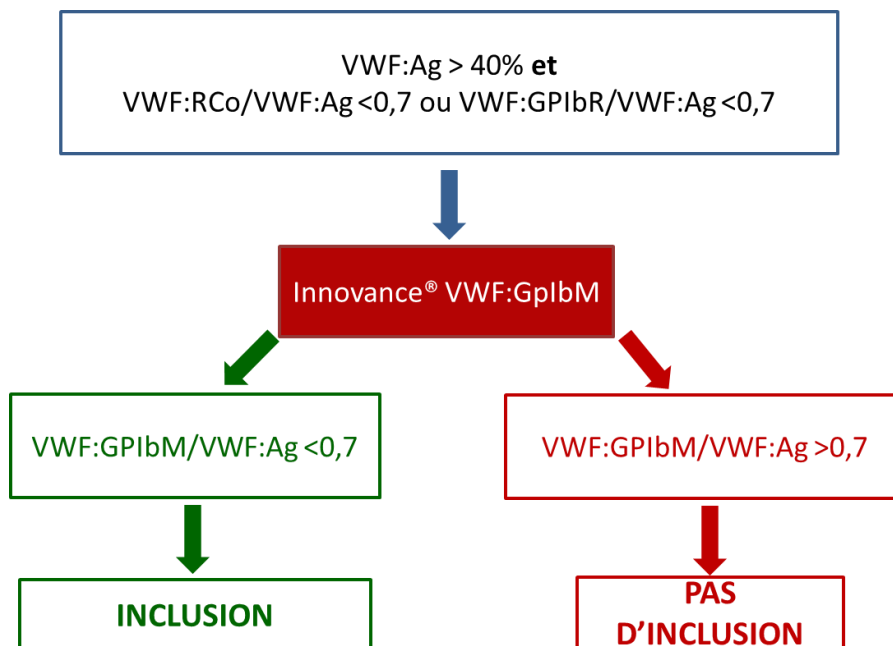 VWF:Ag > 40% et
VWF:RCo/VWF:Ag <0,7 ou VWF:GPIbR/VWF:Ag <0,7
Innovance® VWF:GpIbM
VWF:GPIbM/VWF:Ag <0,7
VWF:GPIbM/VWF:Ag >0,7
INCLUSION
PAS
D’INCLUSION